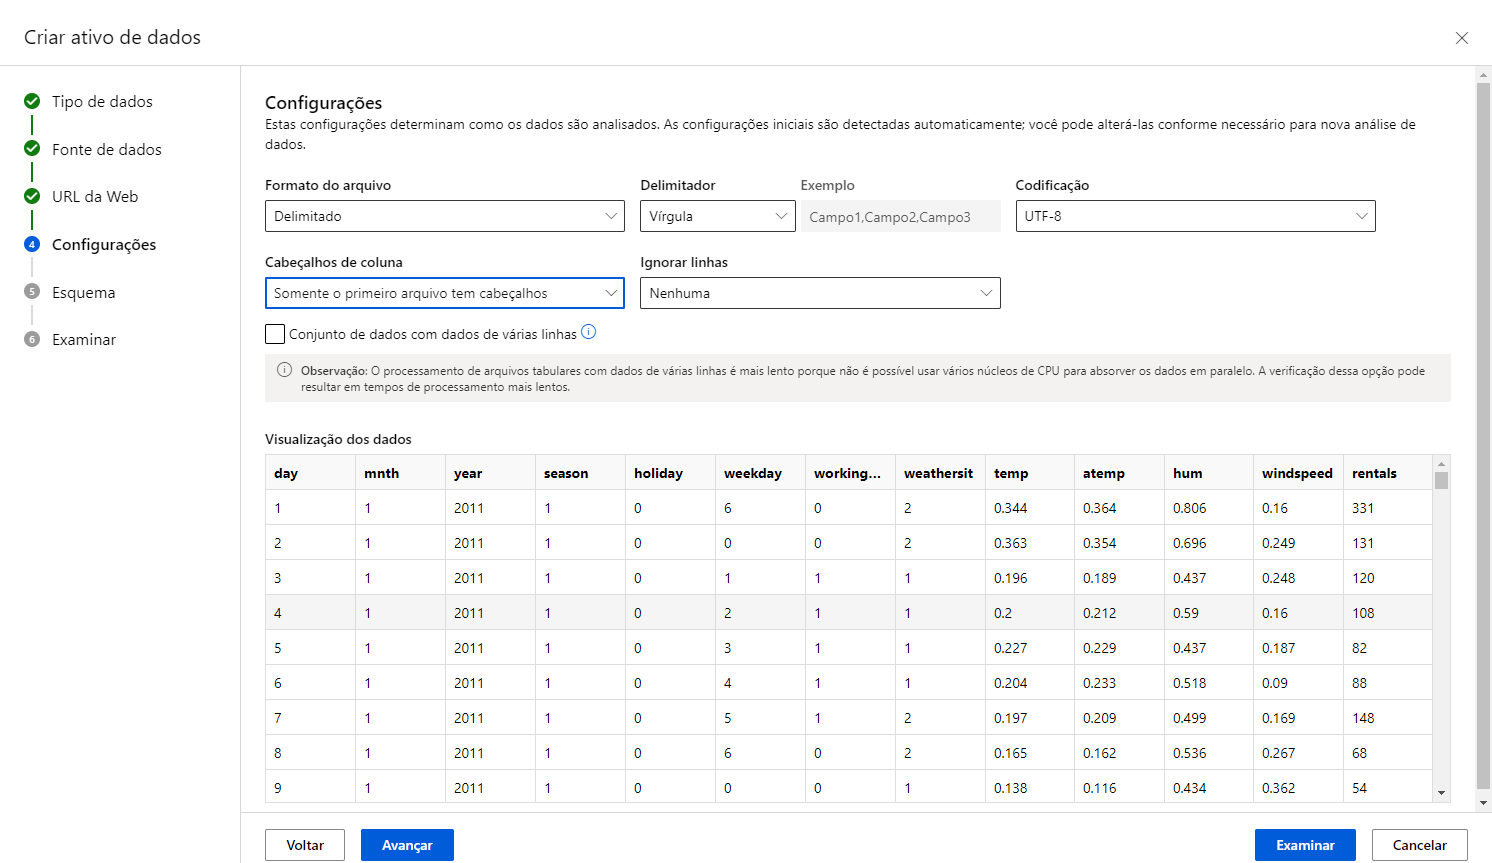 Criar ativo de dados
Tipo de dados
Fonte de dados
URL da Web
4 Configurações
5 Esquema
6 Examinar
Configurações
Estas configurações determinam como os dados são analisados. As configurações iniciais são detectadas automaticamente; você pode alterá-las conforme necessário para nova análise de
dados.
Formato do arquivo Delimitador Exemplo Codificação
Delimitado Vírgula Campo1,Campo2,Campo3 UTF-8
Cabeçalhos de coluna Ignorar linhas
Somente o primeiro arquivo tem cabeçalhos Nenhuma
Conjunto de dados com dados de várias linhas
Observação: O processamento de arquivos tabulares com dados de várias linhas é mais lento porque não é possível usar vários núcleos de CPU para absorver os dados em paralelo. A verificação dessa opção pode
resultar em tempos de processamento mais lentos.
Visualização dos dados
day mnth year season holiday weekday working... weathersit temp atemp hum windspeed rentals
1 1 2011 1 0 6 0 2 0.344 0.364 0.806 0.16 331
2 1 2011 1 0 0 0 2 0.363 0.354 0.696 0.249 131
3 1 2011 1 0 1 1 1 0.196 0.189 0.437 0.248 120
4 1 2011 1 0 2 1 1 0.2 0.212 0.59 0.16 108
5 1 2011 1 0 3 1 1 0.227 0.229 0.437 0.187 82
6 1 2011 1 0 4 1 1 0.204 0.233 0.518 0.09 88
7 1 2011 1 0 5 1 2 0.197 0.209 0.499 0.169 148
8 1 2011 1 0 6 0 2 0.165 0.162 0.536 0.267 68
9 1 2011 1 0 0 0 1 0.138 0.116 0.434 0.362 54
Voltar Avançar Examinar Cancelar